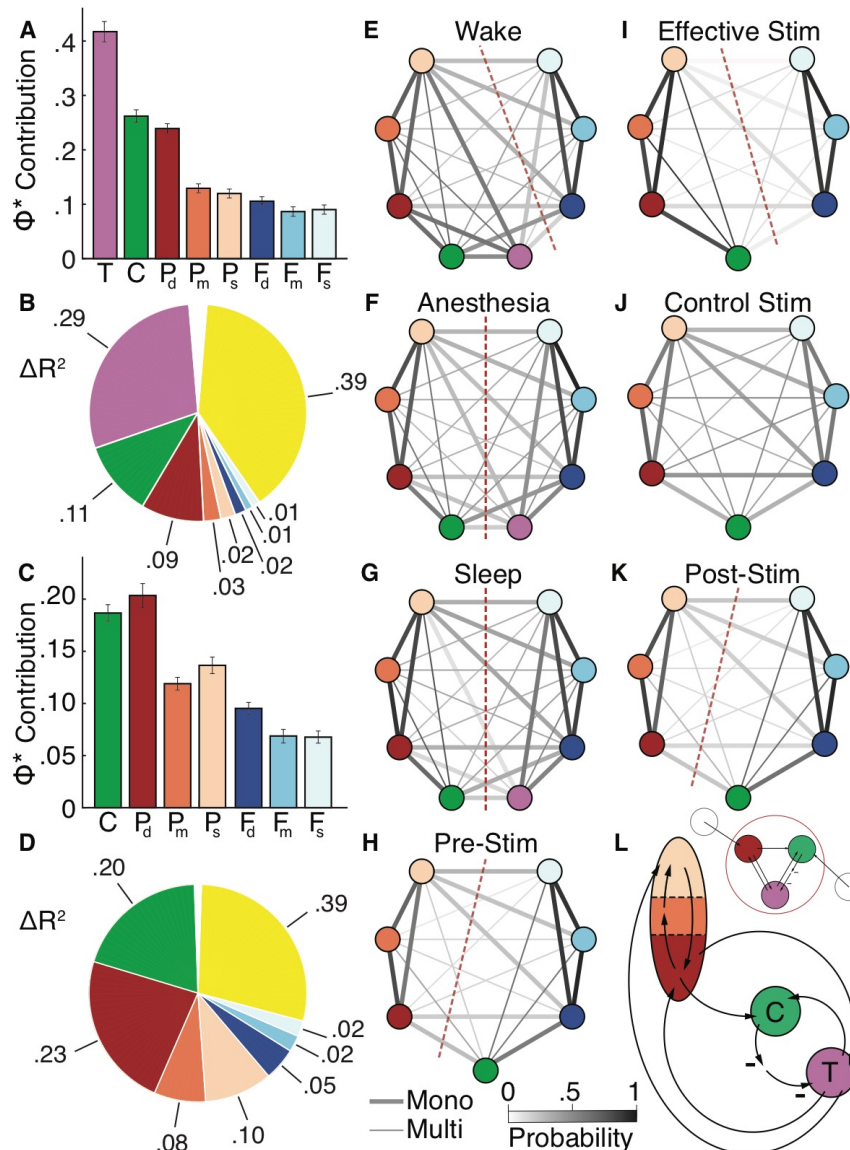 A
.4
.3
.2
.1
0
Φ* Contribution
T C Pd Pm Ps Fd Fm Fs
B
ΔR²
.29
.39
.11
.09
.03
.02
.02
.01
.01
C
.20
.15
.10
.05
0
Φ* Contribution
C Pd Pm Ps Fd Fm Fs
D
ΔR²
.20
.39
.23
.08
.10
.05
.02
.02
E Wake
F Anesthesia
G Sleep
H Pre-Stim
I Effective Stim
J Control Stim
K Post-Stim
L
C
T
-
-
-
-
Mono
Multi
0 .5 1
Probability